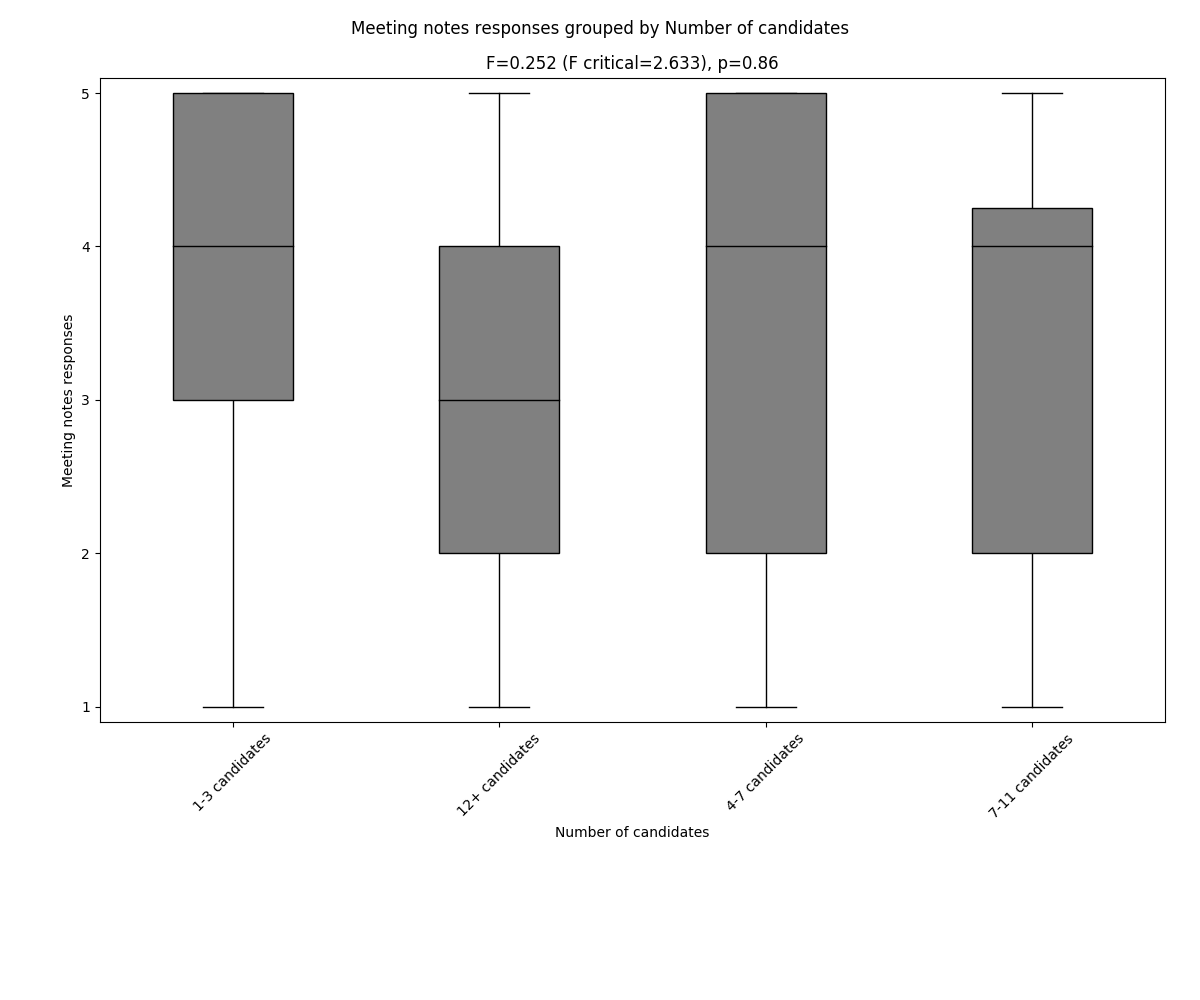 Meeting notes responses grouped by Number of candidates
F=0.252 (F critical=2.633), p=0.86
Meeting notes responses
5
4
3
2
1
1-3 candidates
12+ candidates
4-7 candidates
7-11 candidates
Number of candidates